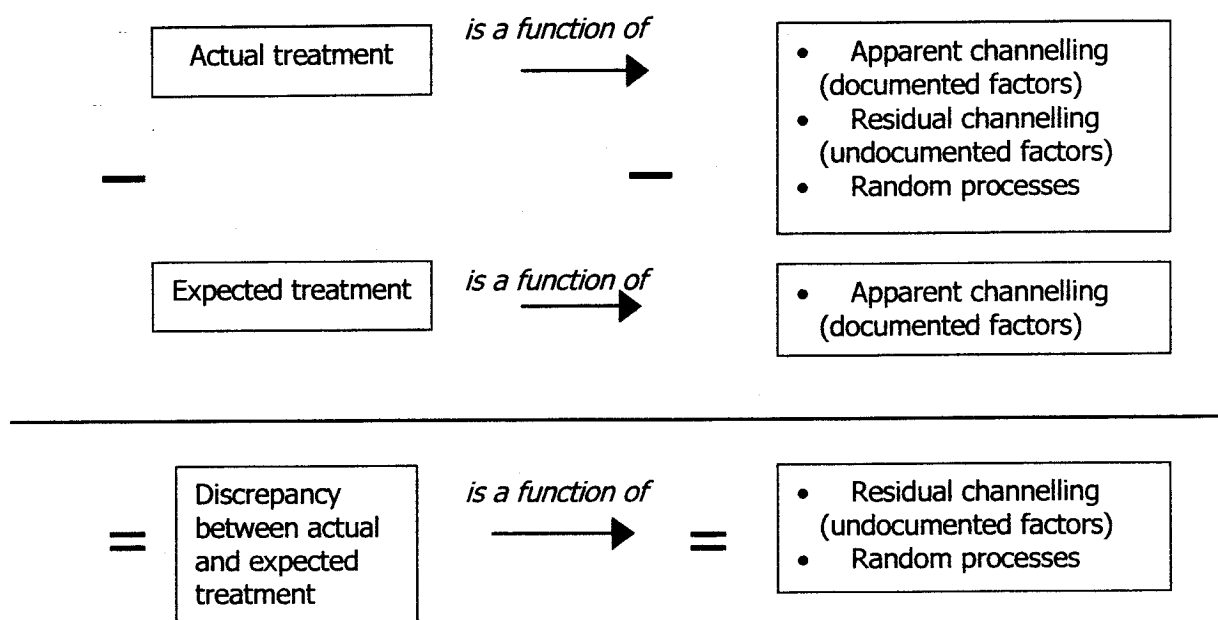 Actual treatment
is a function of
• Apparent channelling
(documented factors)
• Residual channelling
(undocumented factors)
• Random processes
–
–
Expected treatment
is a function of
• Apparent channelling
(documented factors)
=
Discrepancy
between actual
and expected
treatment
is a function of
=
• Residual channelling
(undocumented factors)
• Random processes